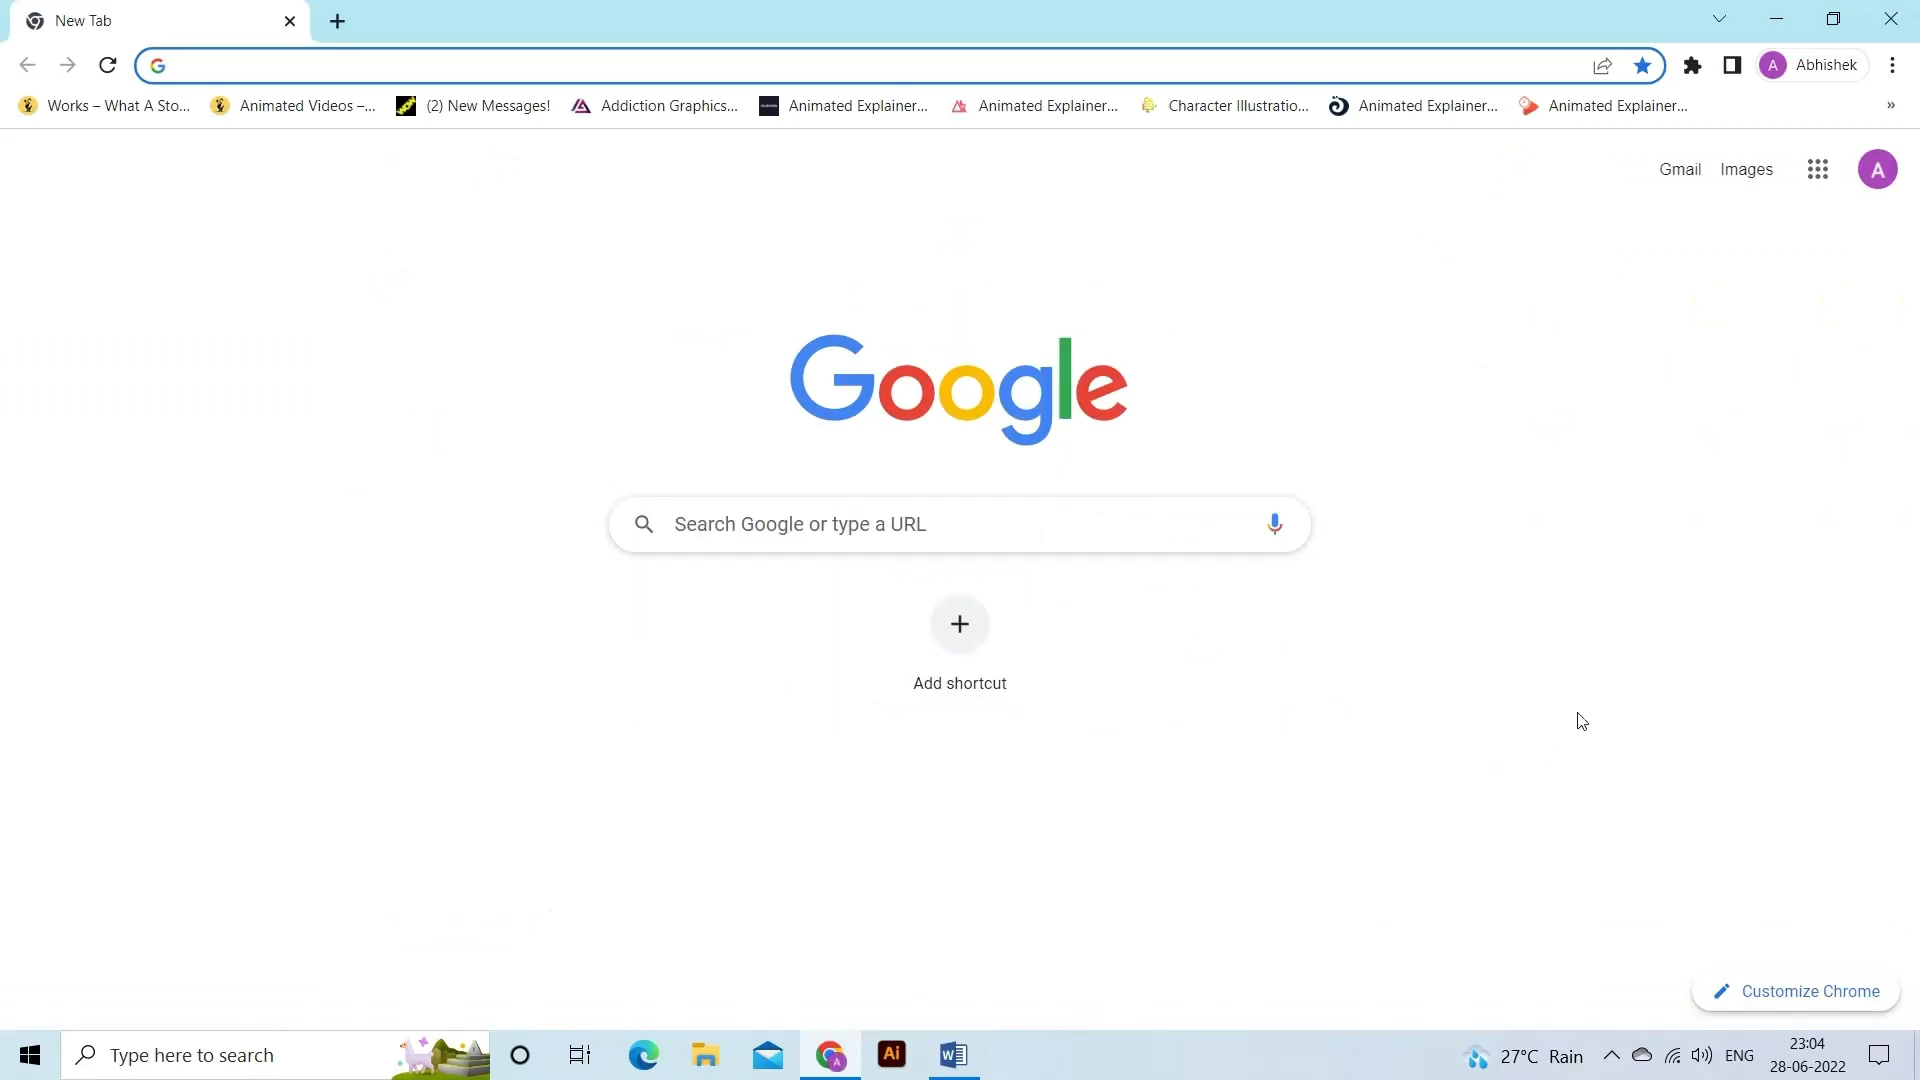 New Tab
A Abhishek
Works – What A Sto...
Animated Videos –...
(2) New Messages!
Addiction Graphics...
Animated Explainer...
Animated Explainer...
Character Illustratio...
Animated Explainer...
Animated Explainer...
»
Gmail Images A
Google
Search Google or type a URL
Add shortcut
Customize Chrome
Type here to search
Ai
W
27°C Rain
ENG
23:04
28-06-2022